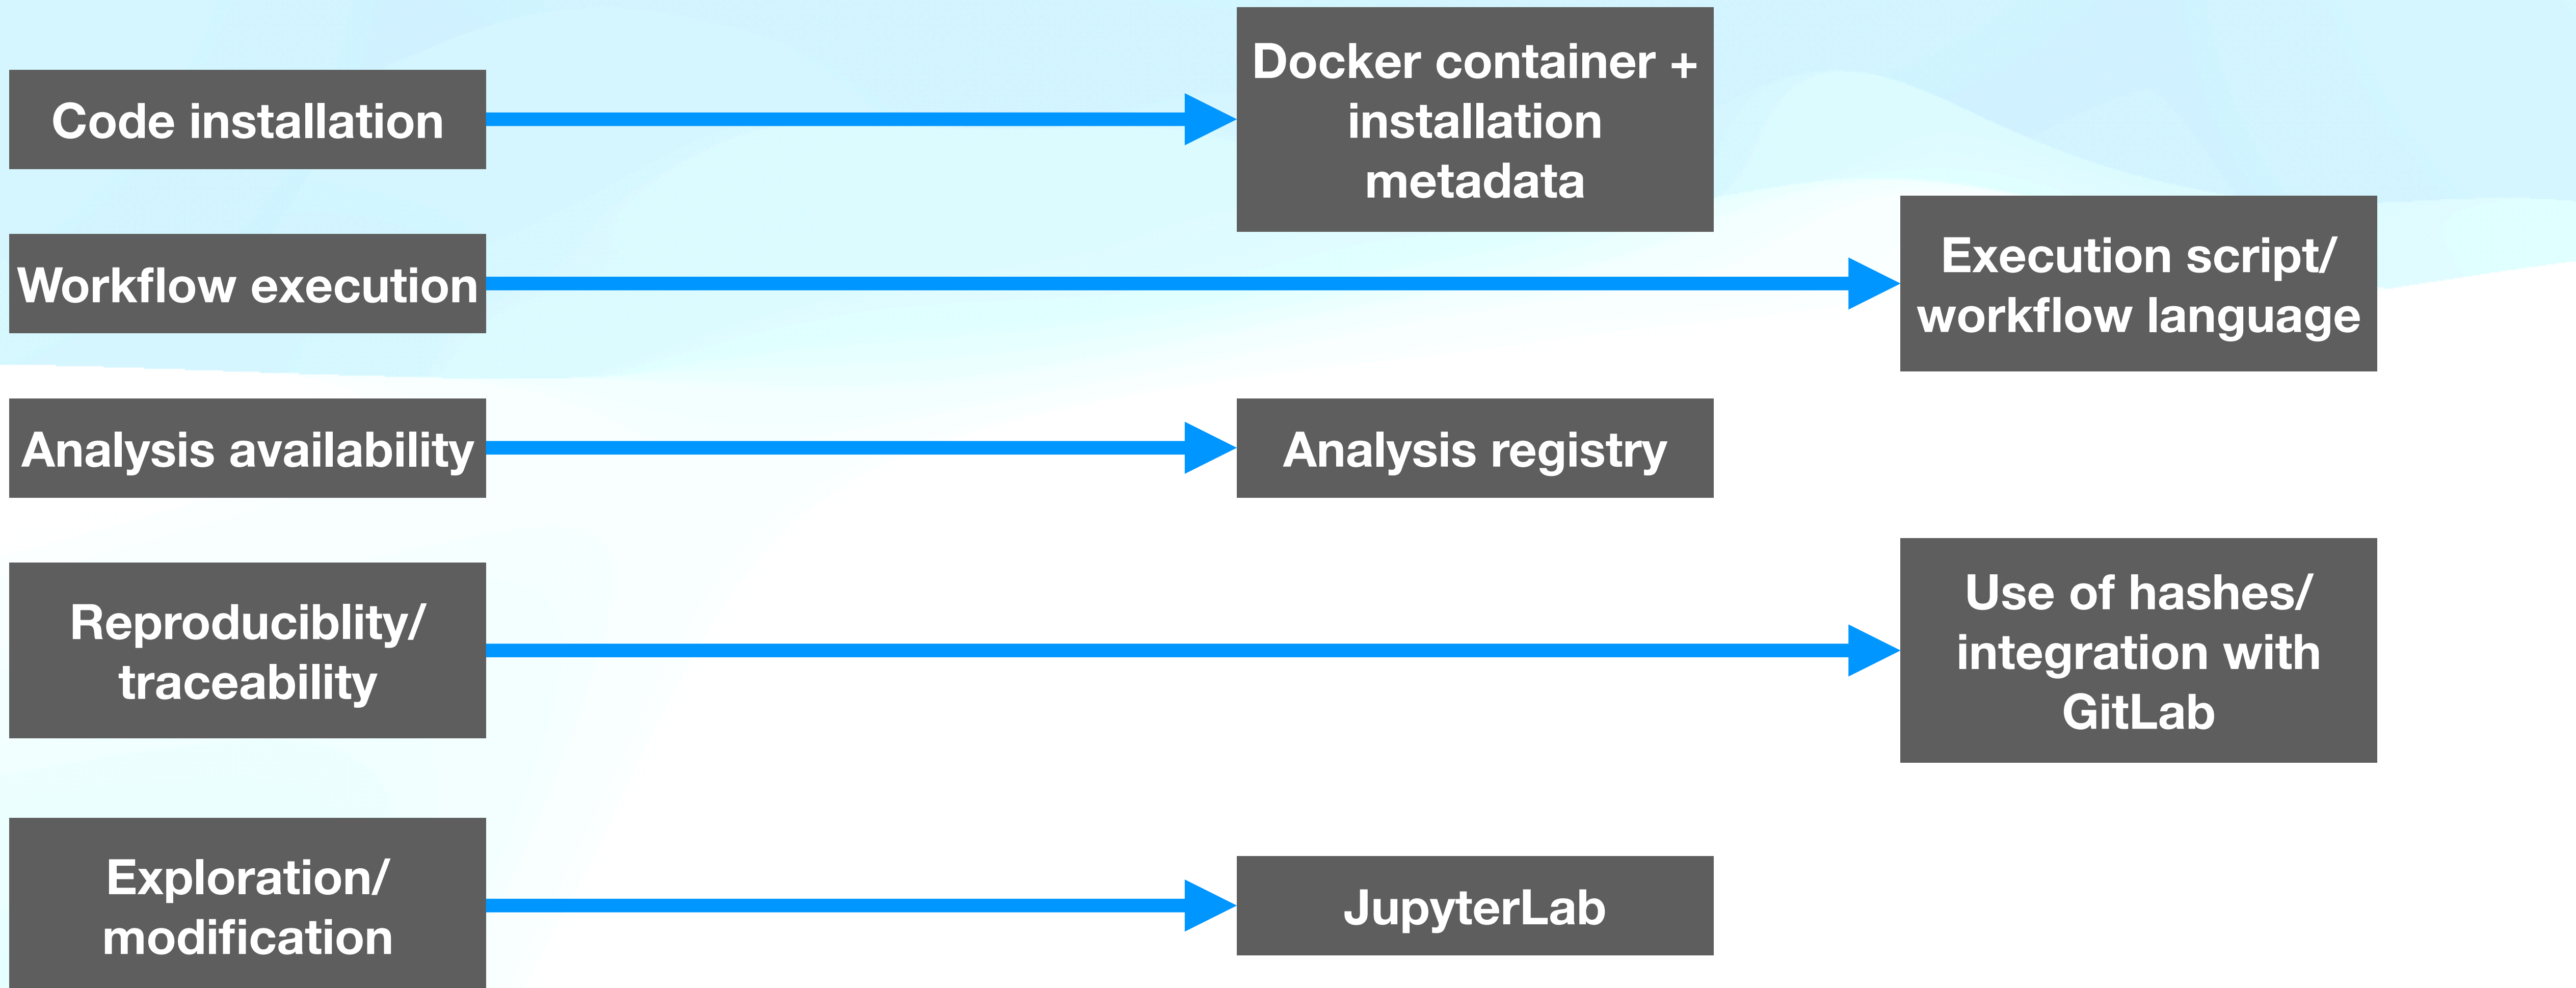 Code installation
Docker container +
installation
metadata
Workflow execution
Execution script/
workflow language
Analysis availability
Analysis registry
Reproduciblity/
traceability
Use of hashes/
integration with
GitLab
Exploration/
modification
JupyterLab